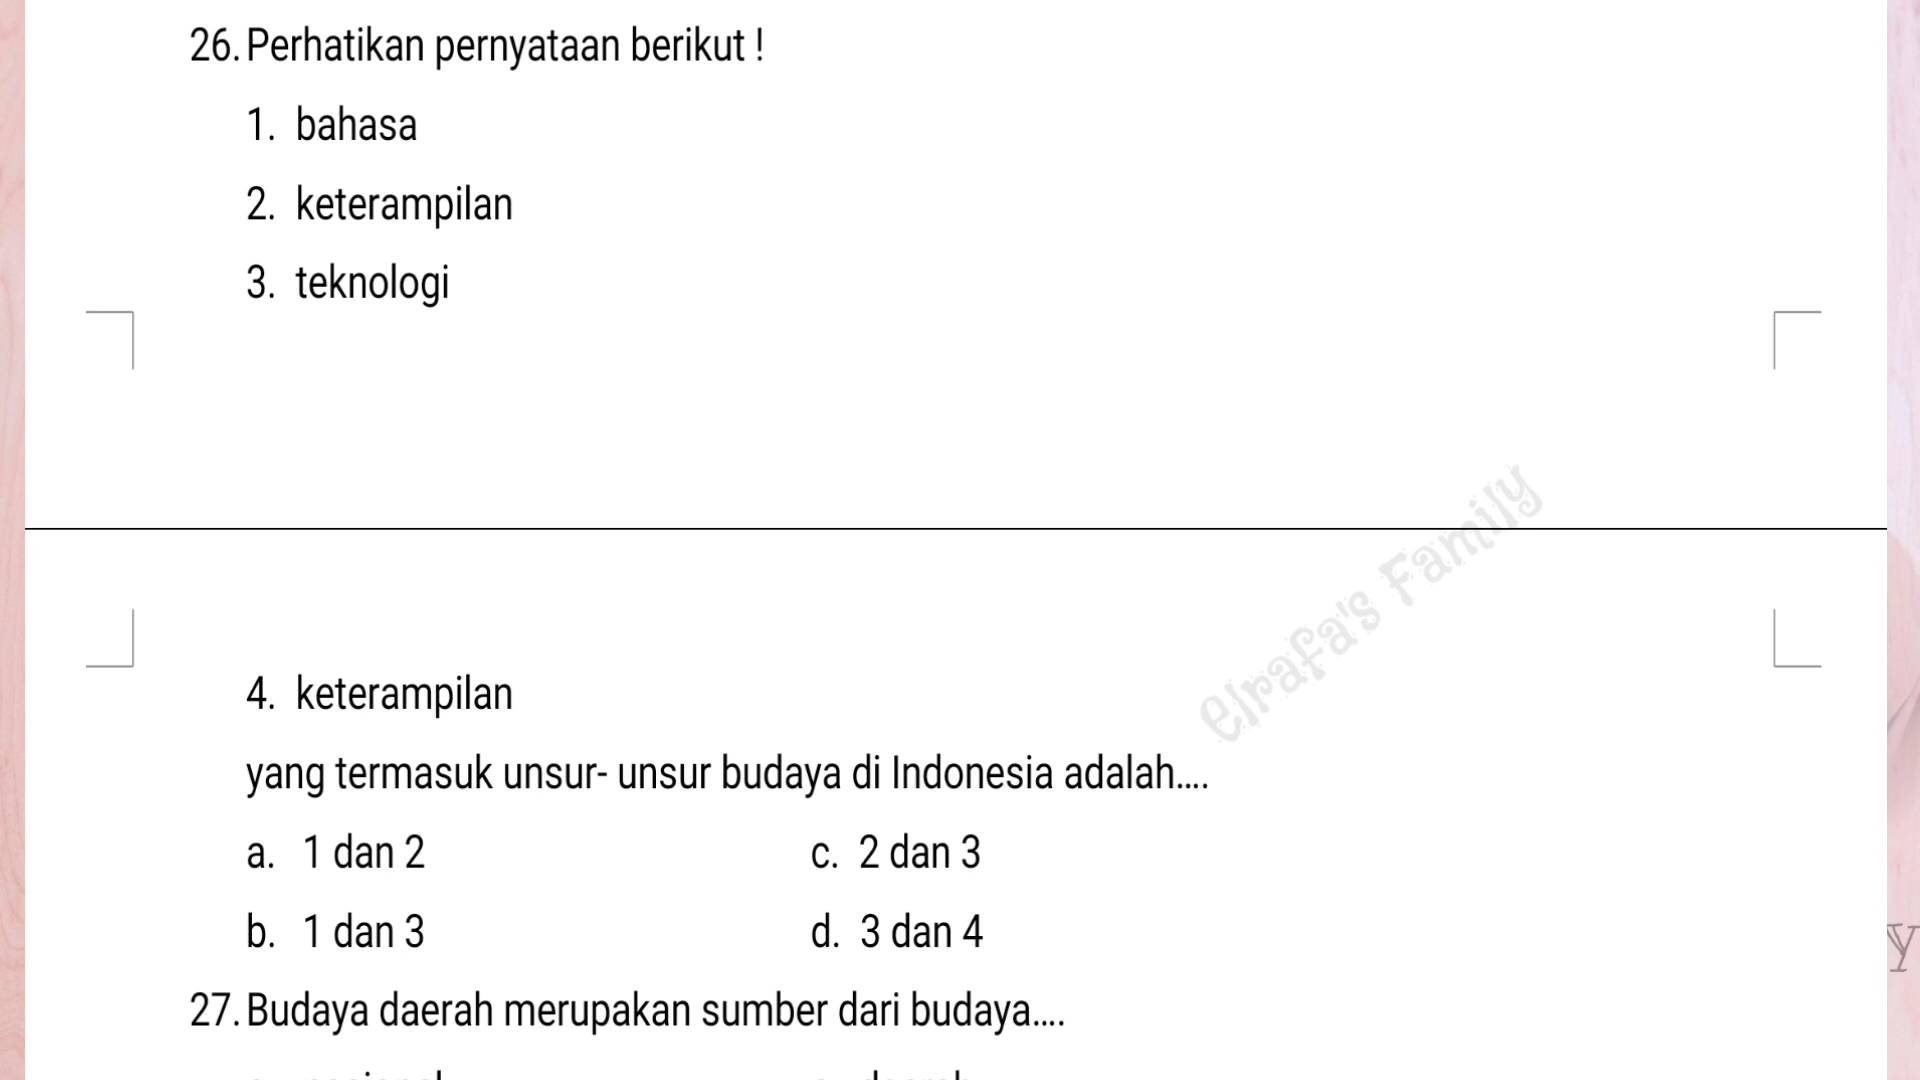 26. Perhatikan pernyataan berikut !
1. bahasa
2. keterampilan
3. teknologi
elrafa's Family
4. keterampilan
yang termasuk unsur- unsur budaya di Indonesia adalah....
a. 1 dan 2 c. 2 dan 3
b. 1 dan 3 d. 3 dan 4
y
27. Budaya daerah merupakan sumber dari budaya....